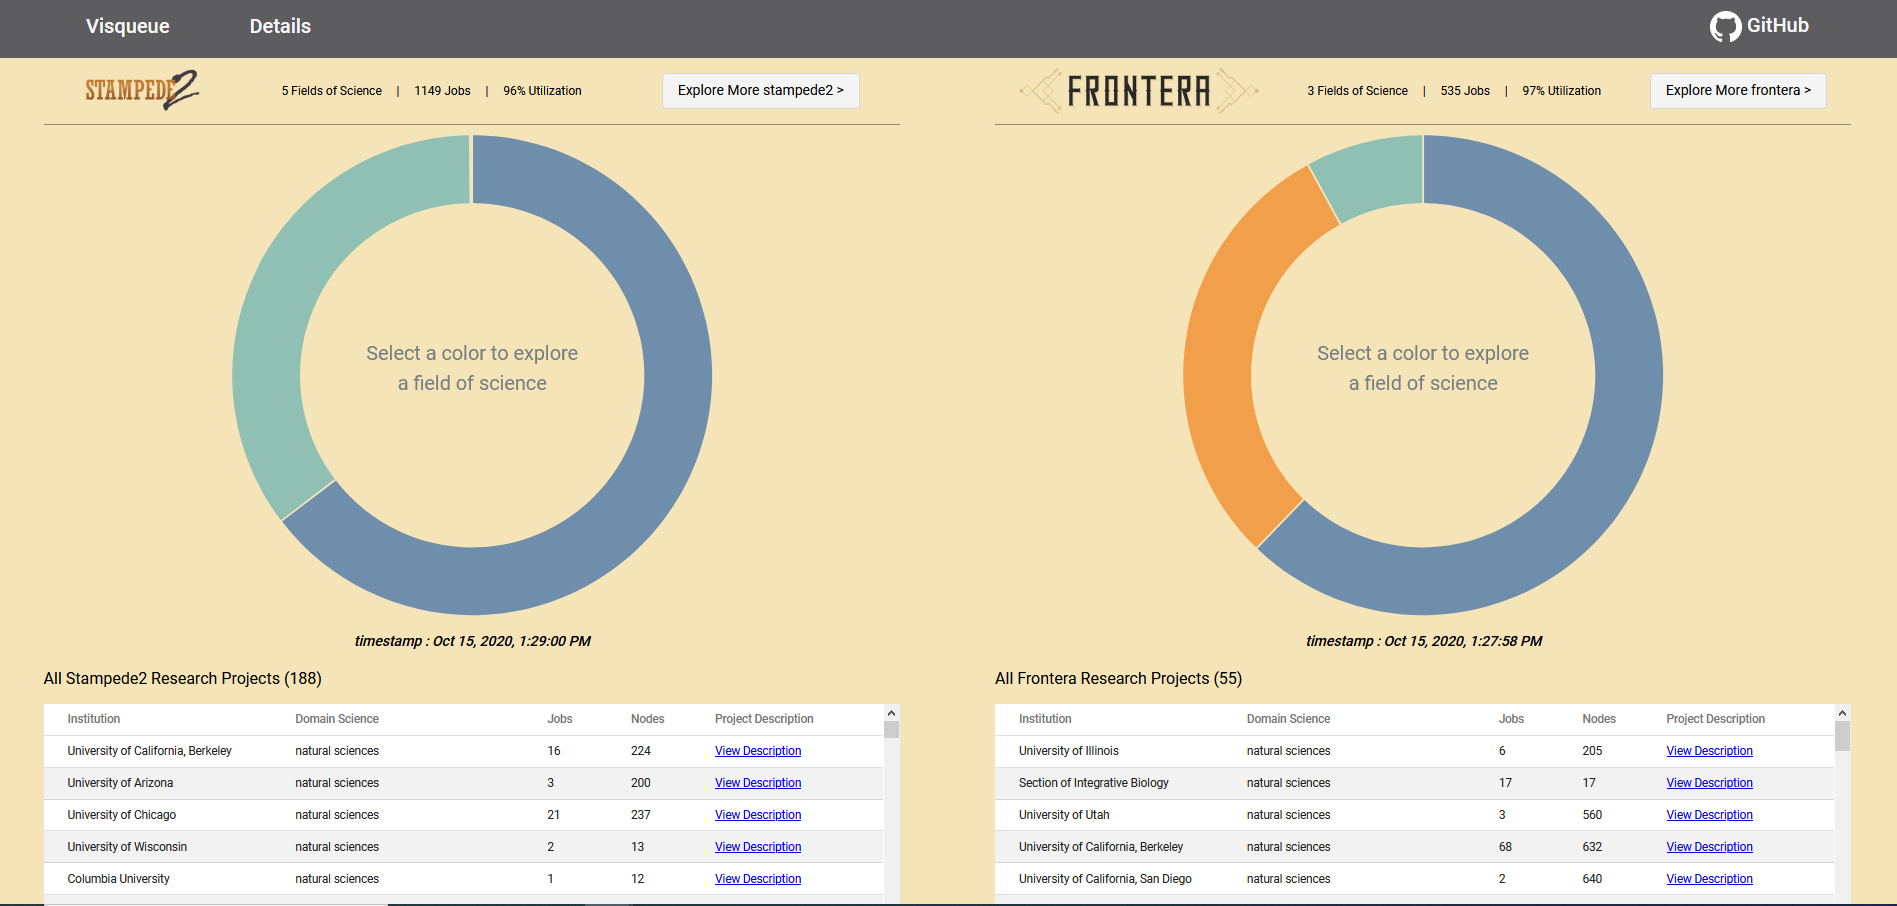 Visqueue Details GitHub
STAMPEDE2 5 Fields of Science | 1149 Jobs | 96% Utilization Explore More stampede2 >
FRONTERA 3 Fields of Science | 535 Jobs | 97% Utilization Explore More frontera >
Select a color to explore
a field of science
timestamp : Oct 15, 2020, 1:29:00 PM
Select a color to explore
a field of science
timestamp : Oct 15, 2020, 1:27:58 PM
All Stampede2 Research Projects (188)
Institution Domain Science Jobs Nodes Project Description
University of California, Berkeley natural sciences 16 224 View Description
University of Arizona natural sciences 3 200 View Description
University of Chicago natural sciences 21 237 View Description
University of Wisconsin natural sciences 2 13 View Description
Columbia University natural sciences 1 12 View Description
All Frontera Research Projects (55)
Institution Domain Science Jobs Nodes Project Description
University of Illinois natural sciences 6 205 View Description
Section of Integrative Biology natural sciences 17 17 View Description
University of Utah natural sciences 3 560 View Description
University of California, Berkeley natural sciences 68 632 View Description
University of California, San Diego natural sciences 2 640 View Description